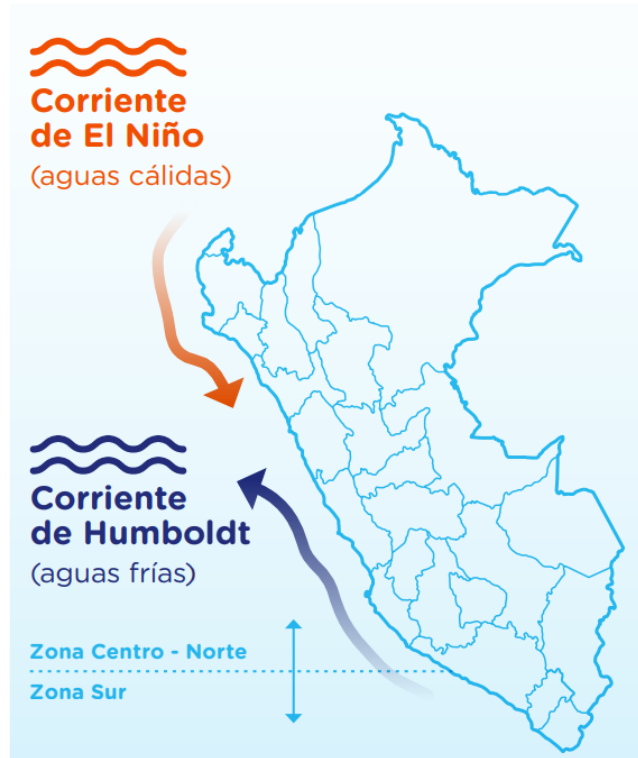 Corriente
de El Niño
(aguas cálidas)
Corriente
de Humboldt
(aguas frías)
Zona Centro - Norte
Zona Sur